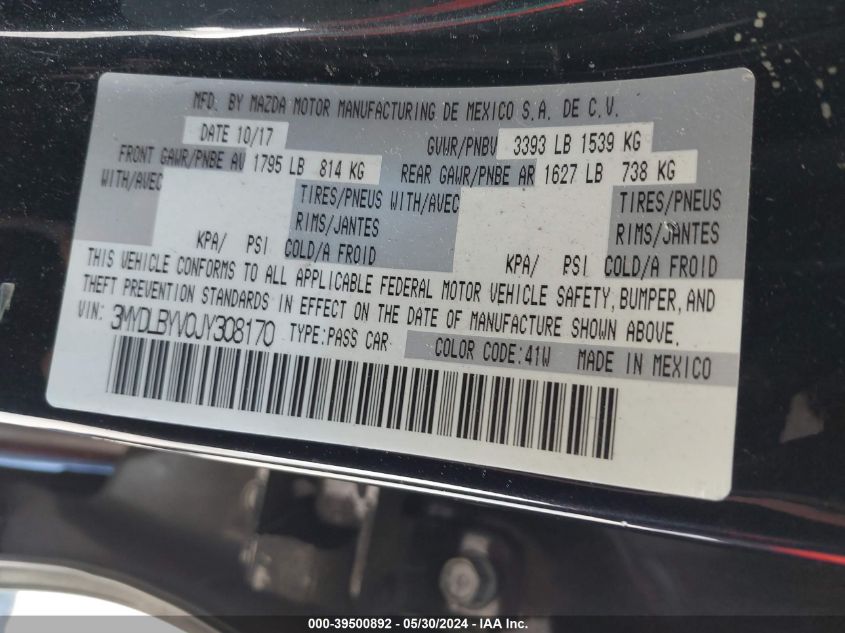 MFD. BY MAZDA MOTOR MANUFACTURING DE MEXICO S.A. DE C.V.
DATE 10/17 GVWR/PNBV 3393 LB 1539 KG
FRONT GAWR/PNBE AV 1795 LB 814 KG REAR GAWR/PNBE AR 1627 LB 738 KG
WITH/AVEC TIRES/PNEUS WITH/AVEC TIRES/PNEUS
RIMS/JANTES RIMS/JANTES
KPA/ PSI COLD/A FROID KPA/ PSI COLD/A FROID
THIS VEHICLE CONFORMS TO ALL APPLICABLE FEDERAL MOTOR VEHICLE SAFETY, BUMPER, AND
THEFT PREVENTION STANDARDS IN EFFECT ON THE DATE OF MANUFACTURE SHOWN ABOVE.
VIN: 3MYDLBYV0JY308170 TYPE:PASS CAR
COLOR CODE:41W MADE IN MEXICO
000-39500892 - 05/30/2024 - IAA Inc.